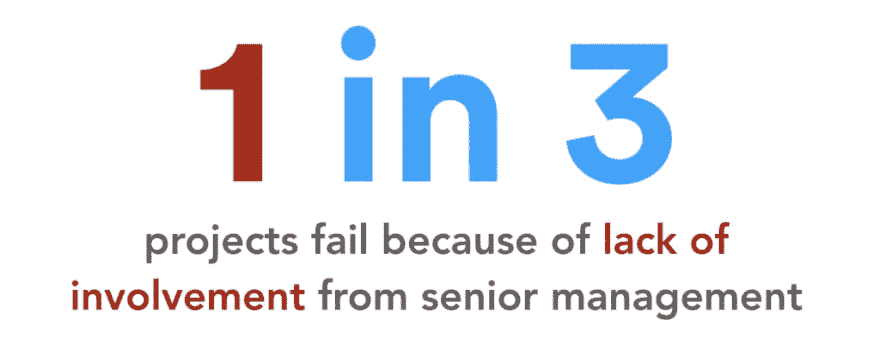 1 in 3
projects fail because of lack of
involvement from senior management